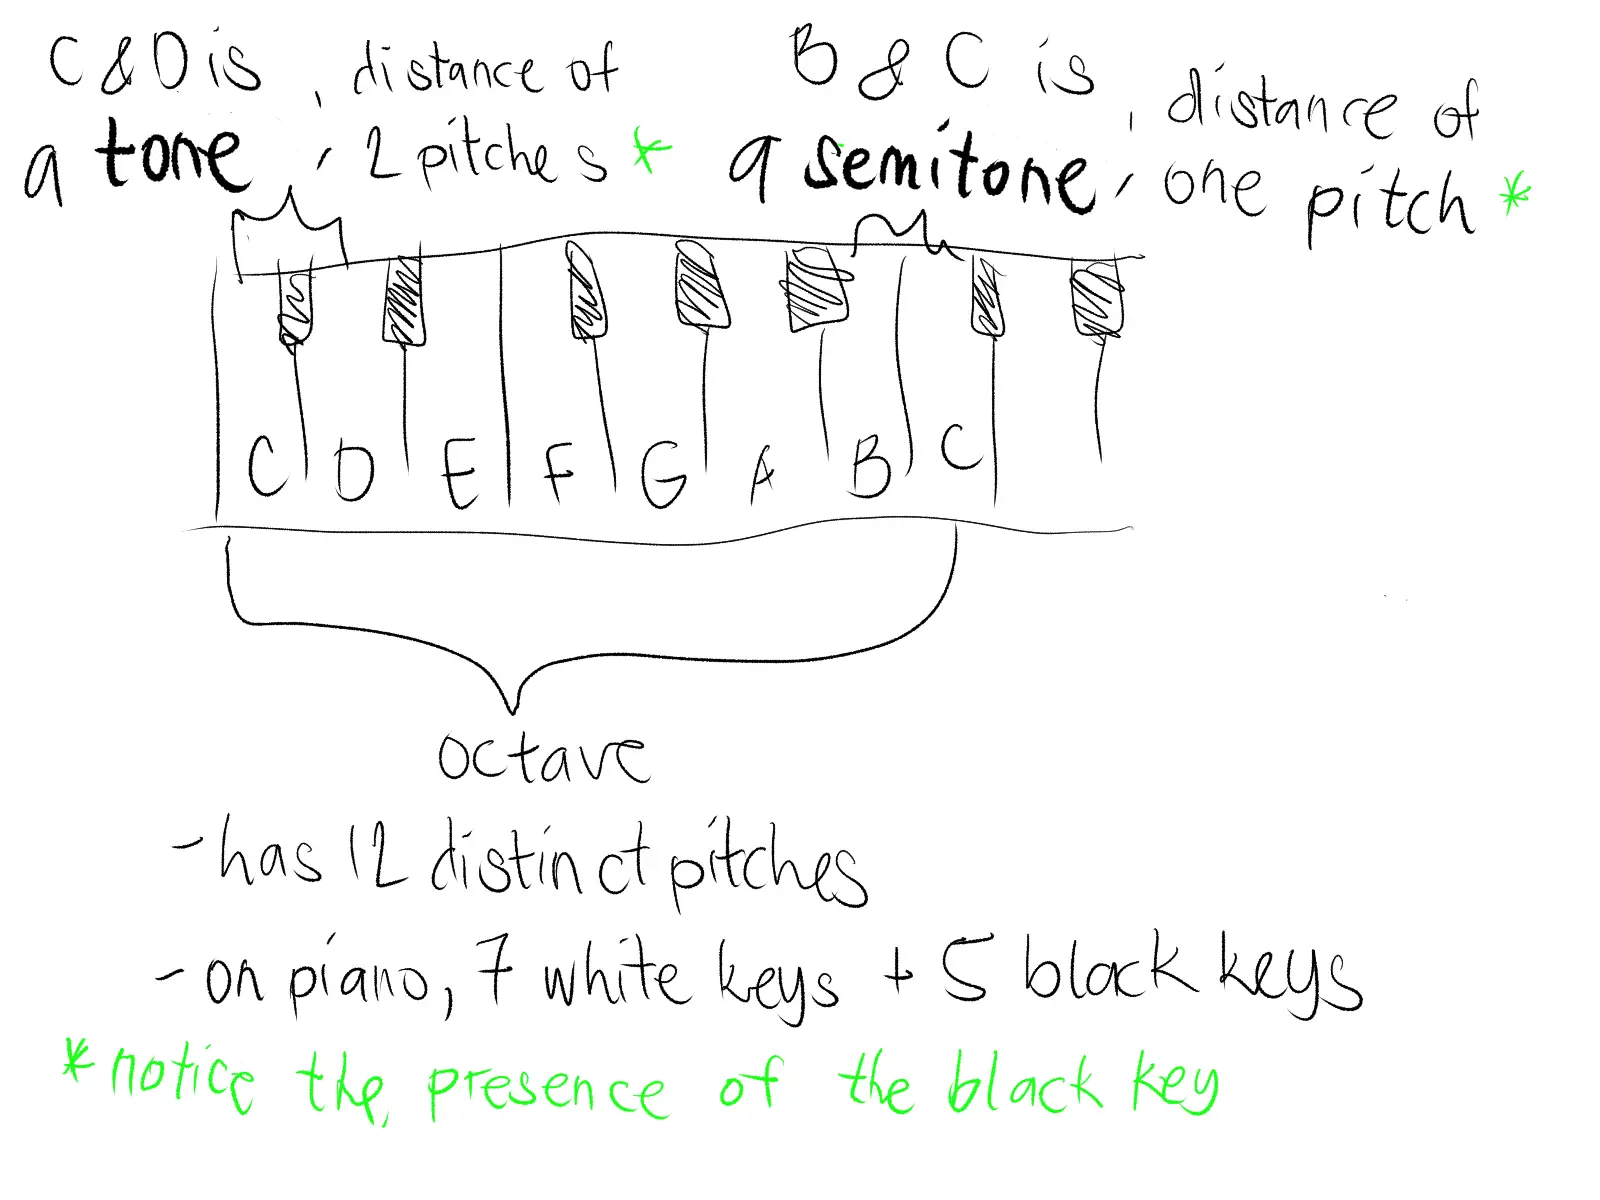 C & D is , distance of
a tone , 2 pitches *
B & C is , distance of
a semitone , one pitch *
C D E F G A B C
octave
- has 12 distinct pitches
- on piano, 7 white keys + 5 black keys
* notice the presence of the black key